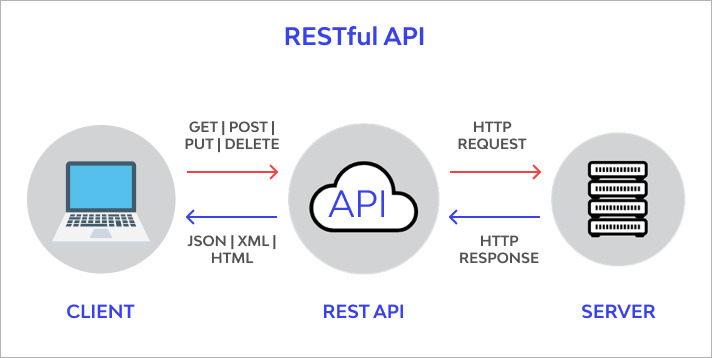 RESTful API
GET | POST |
PUT | DELETE
HTTP
REQUEST
API
JSON | XML |
HTML
HTTP
RESPONSE
CLIENT
REST API
SERVER